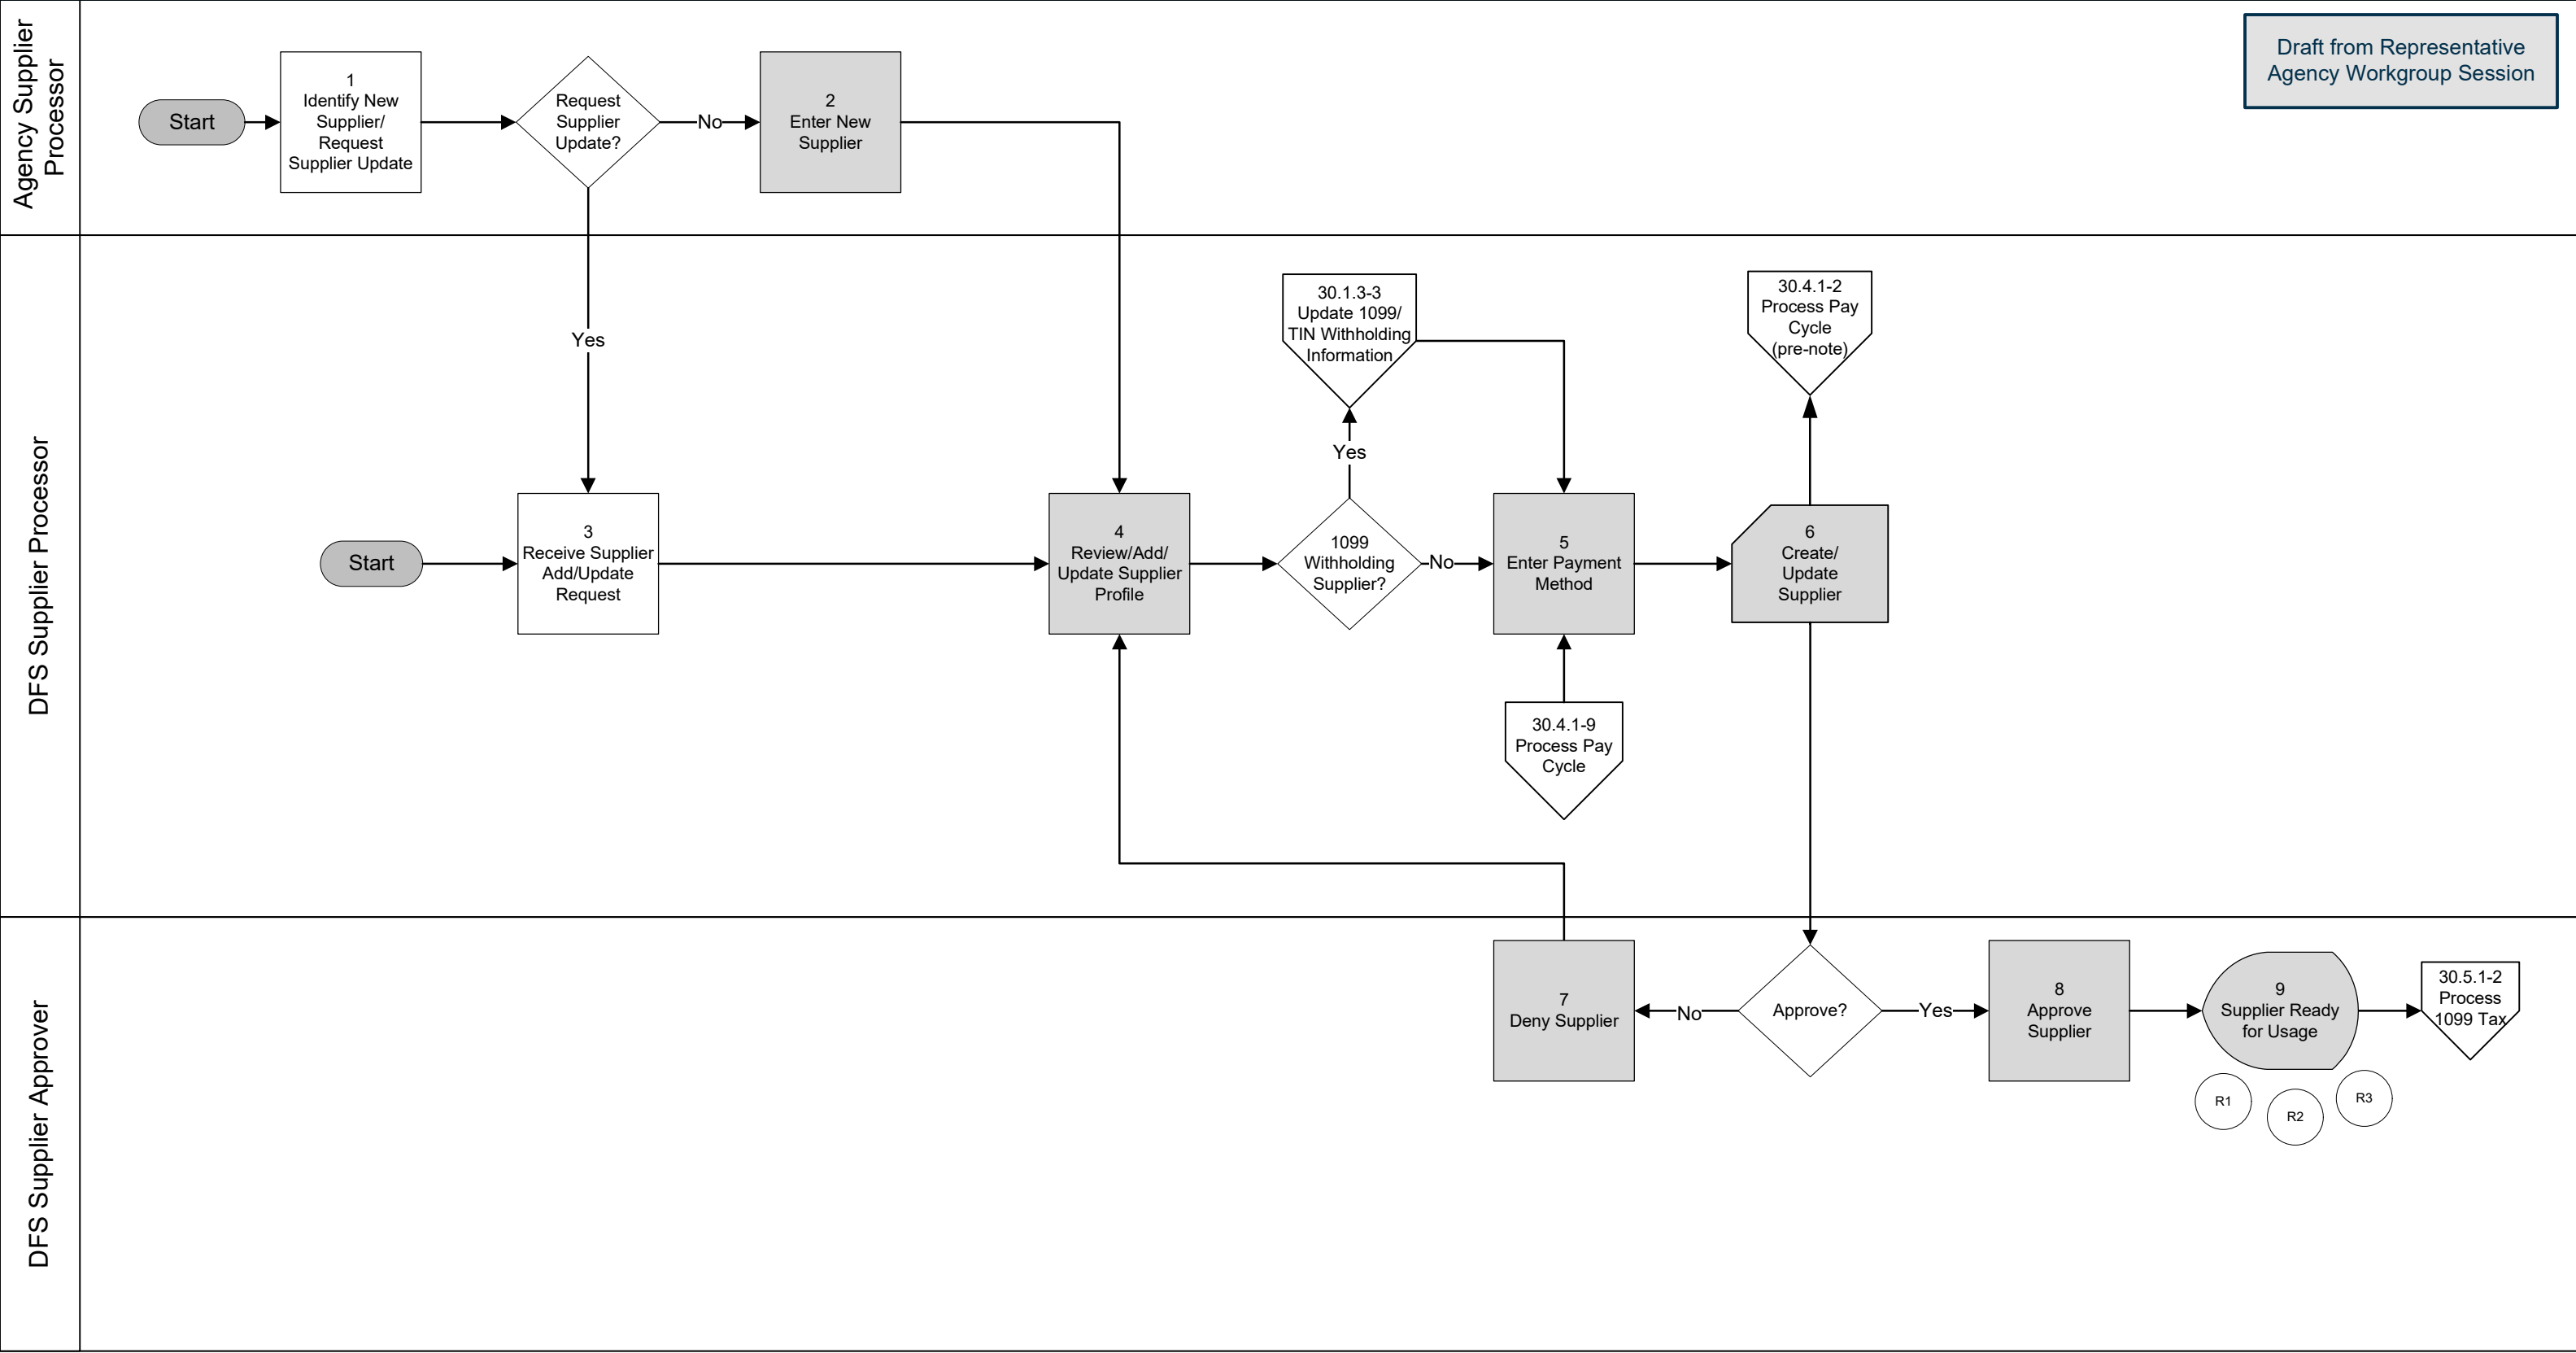 Agency Supplier
Processor
Start
1
Identify New
Supplier/
Request
Supplier Update
Request
Supplier
Update?
No
2
Enter New
Supplier
Draft from Representative
Agency Workgroup Session
DFS Supplier Processor
Yes
Start
3
Receive Supplier
Add/Update
Request
4
Review/Add/
Update Supplier
Profile
30.1.3-3
Update 1099/
TIN Withholding
Information
Yes
1099
Withholding
Supplier?
No
5
Enter Payment
Method
30.4.1-9
Process Pay
Cycle
30.4.1-2
Process Pay
Cycle
(pre-note)
6
Create/
Update
Supplier
DFS Supplier Approver
7
Deny Supplier
No
Approve?
Yes
8
Approve
Supplier
9
Supplier Ready
for Usage
R1
R2
R3
30.5.1-2
Process
1099 Tax